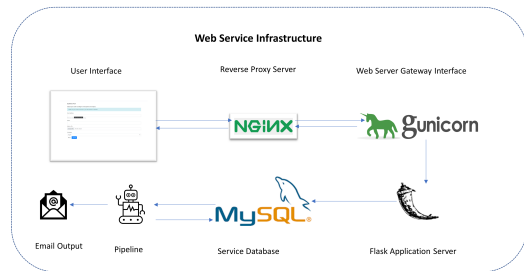 Web Service Infrastructure
User Interface
Reverse Proxy Server
Web Server Gateway Interface
NGINX
gunicorn
MySQL®
Email Output
Pipeline
Service Database
Flask Application Server